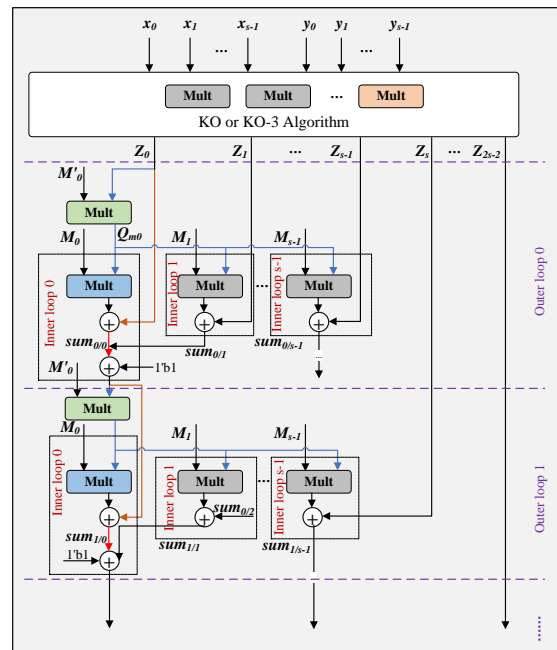 x0 x1 ... xs-1 y0 y1 ... ys-1
Mult Mult ... Mult
KO or KO-3 Algorithm
Z0 Z1 ... Zs-1 Zs ... Z2s-2
M'0
Mult
M0 Qm0 M1 Ms-1
Inner loop 0 Mult Inner loop 1 Mult ... Inner loop s-1 Mult
+ + +
sum0/0 sum0/1 sum0/s-1
+ 1'b1 ...
Outer loop 0
M'0
Mult
M0 M1 Ms-1
Inner loop 0 Mult Inner loop 1 Mult ... Inner loop s-1 Mult
+ + sum0/2 +
sum1/0 sum1/1 sum1/s-1
1'b1 +
Outer loop 1
...
......